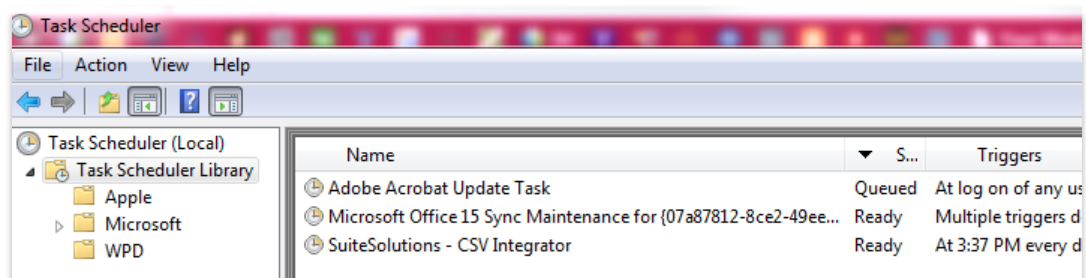 Task Scheduler
File Action View Help
Task Scheduler (Local)
Task Scheduler Library
Apple
Microsoft
WPD
Name S... Triggers
Adobe Acrobat Update Task Queued At log on of any us
Microsoft Office 15 Sync Maintenance for {07a87812-8ce2-49ee... Ready Multiple triggers d
SuiteSolutions - CSV Integrator Ready At 3:37 PM every d